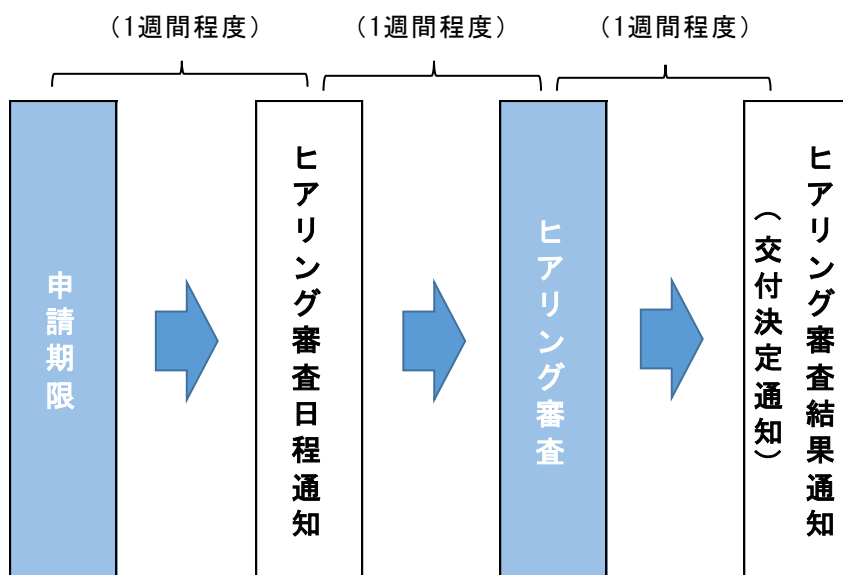 （1週間程度）
（1週間程度）
（1週間程度）
申請期限
ヒアリング審査日程通知
ヒアリング審査
ヒアリング審査結果通知
（交付決定通知）